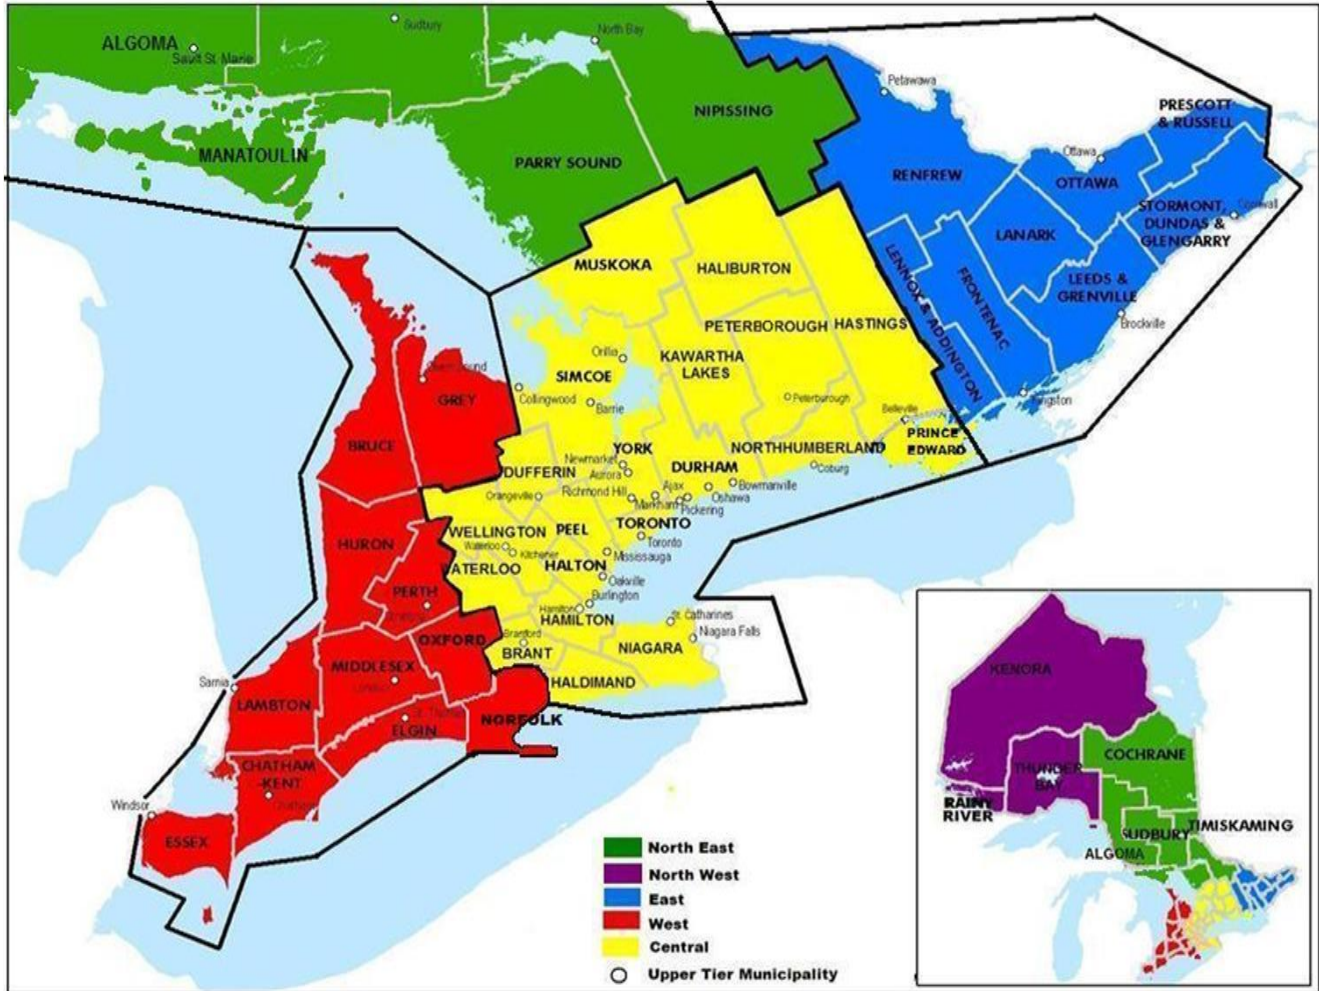 ALGOMA
Sault St. Marie
Sudbury
North Bay
MANATOULIN
PARRY SOUND
NIPISSING
Petawawa
PRESCOTT
& RUSSELL
RENFREW
Ottawa
OTTAWA
STORMONT,
DUNDAS &
GLENGARRY
Cornwall
LANARK
LEEDS &
GRENVILLE
Brockville
LENNOX & ADDINGTON
FRONTENAC
MUSKOKA
HALIBURTON
PETERBOROUGH
HASTINGS
Orillia
KAWARTHA
LAKES
SIMCOE
Collingwood
Barrie
Peterborough
Belleville
PRINCE
EDWARD
GREY
BRUCE
YORK
NORTHHUMBERLAND
Newmarket
DUFFERIN
Aurora
DURHAM
Coburg
Orangeville
Richmond Hill
Ajax
Bowmanville
Oshawa
Markham
Pickering
HURON
WELLINGTON
PEEL
TORONTO
Toronto
Waterloo
Kitchener
Mississauga
WATERLOO
HALTON
Oakville
PERTH
Burlington
Hamilton
HAMILTON
St. Catharines
Niagara Falls
OXFORD
Brantford
BRANT
NIAGARA
MIDDLESEX
London
HALDIMAND
Sarnia
LAMBTON
St. Thomas
ELGIN
NORFOLK
CHATHAM
-KENT
Chatham
Windsor
ESSEX
North East
North West
East
West
Central
Upper Tier Municipality
KENORA
COCHRANE
THUNDER
BAY
RAINY
RIVER
TIMISKAMING
SUDBURY
ALGOMA